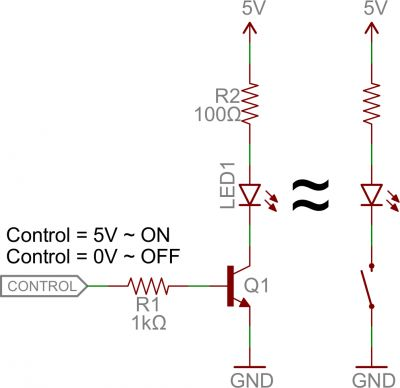 5V
5V
R2
100Ω
LED1
≈
Control = 5V ~ ON
Control = 0V ~ OFF
CONTROL
R1
1kΩ
Q1
GND
GND